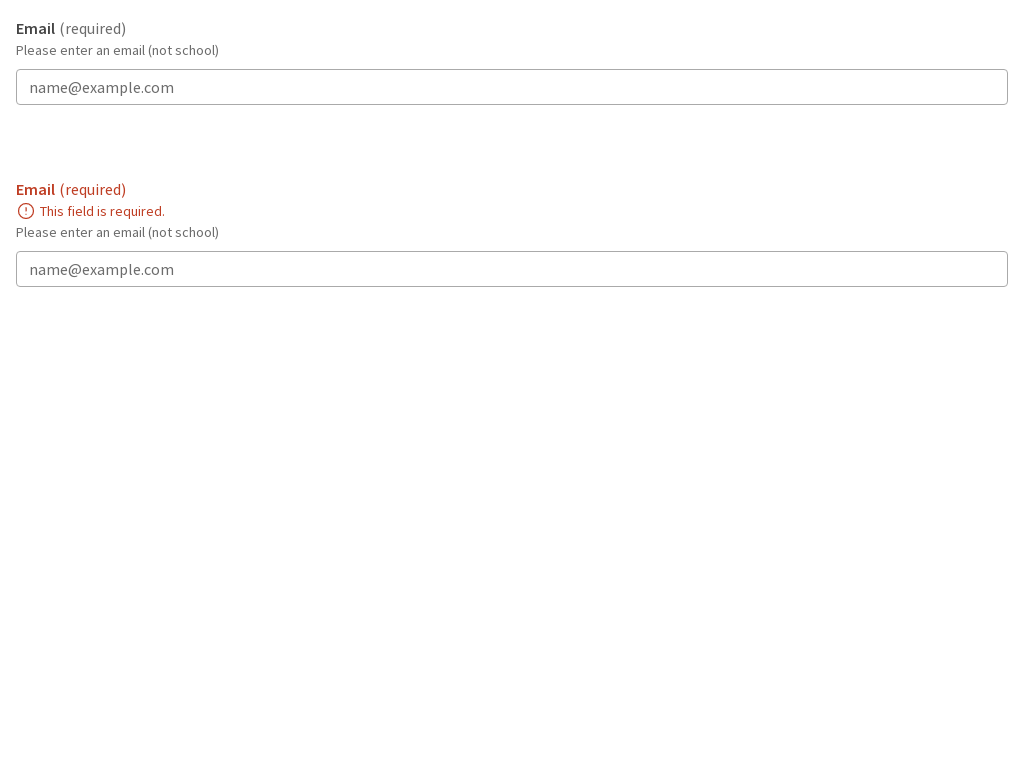 Email (required)
Please enter an email (not school)
name@example.com
Email (required)
This field is required.
Please enter an email (not school)
name@example.com